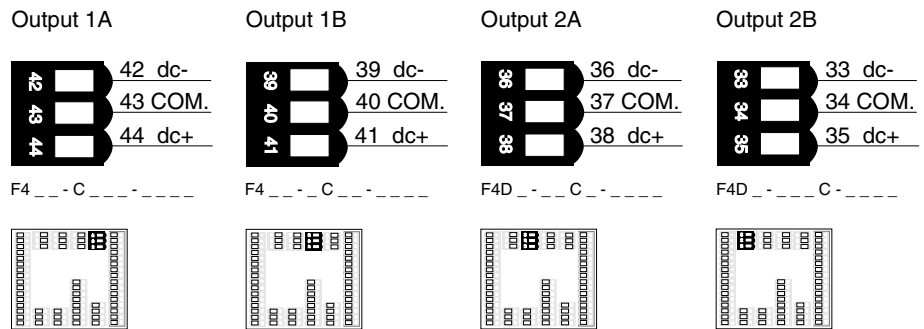 Output 1A
42
43
44
42 dc-
43 COM.
44 dc+
F4 _ _ - C _ _ _ - _ _ _ _
Output 1B
39
40
41
39 dc-
40 COM.
41 dc+
F4 _ _ - _ C _ _ - _ _ _ _
Output 2A
36
37
38
36 dc-
37 COM.
38 dc+
F4D _ - _ _ C _ - _ _ _ _
Output 2B
33
34
35
33 dc-
34 COM.
35 dc+
F4D _ - _ _ _ C - _ _ _ _